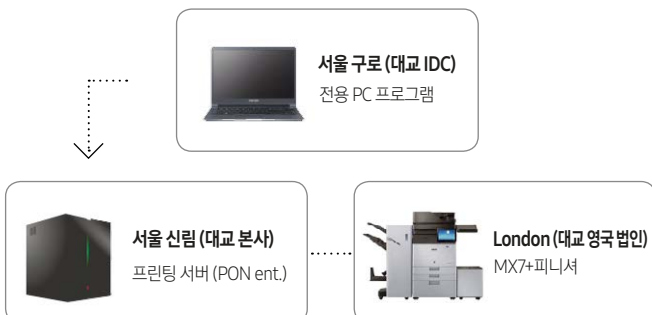 서울 구로 (대교 IDC)
전용 PC 프로그램
서울 신림 (대교 본사)
프린팅 서버 (PON ent.)
London (대교 영국 법인)
MX7+피니셔